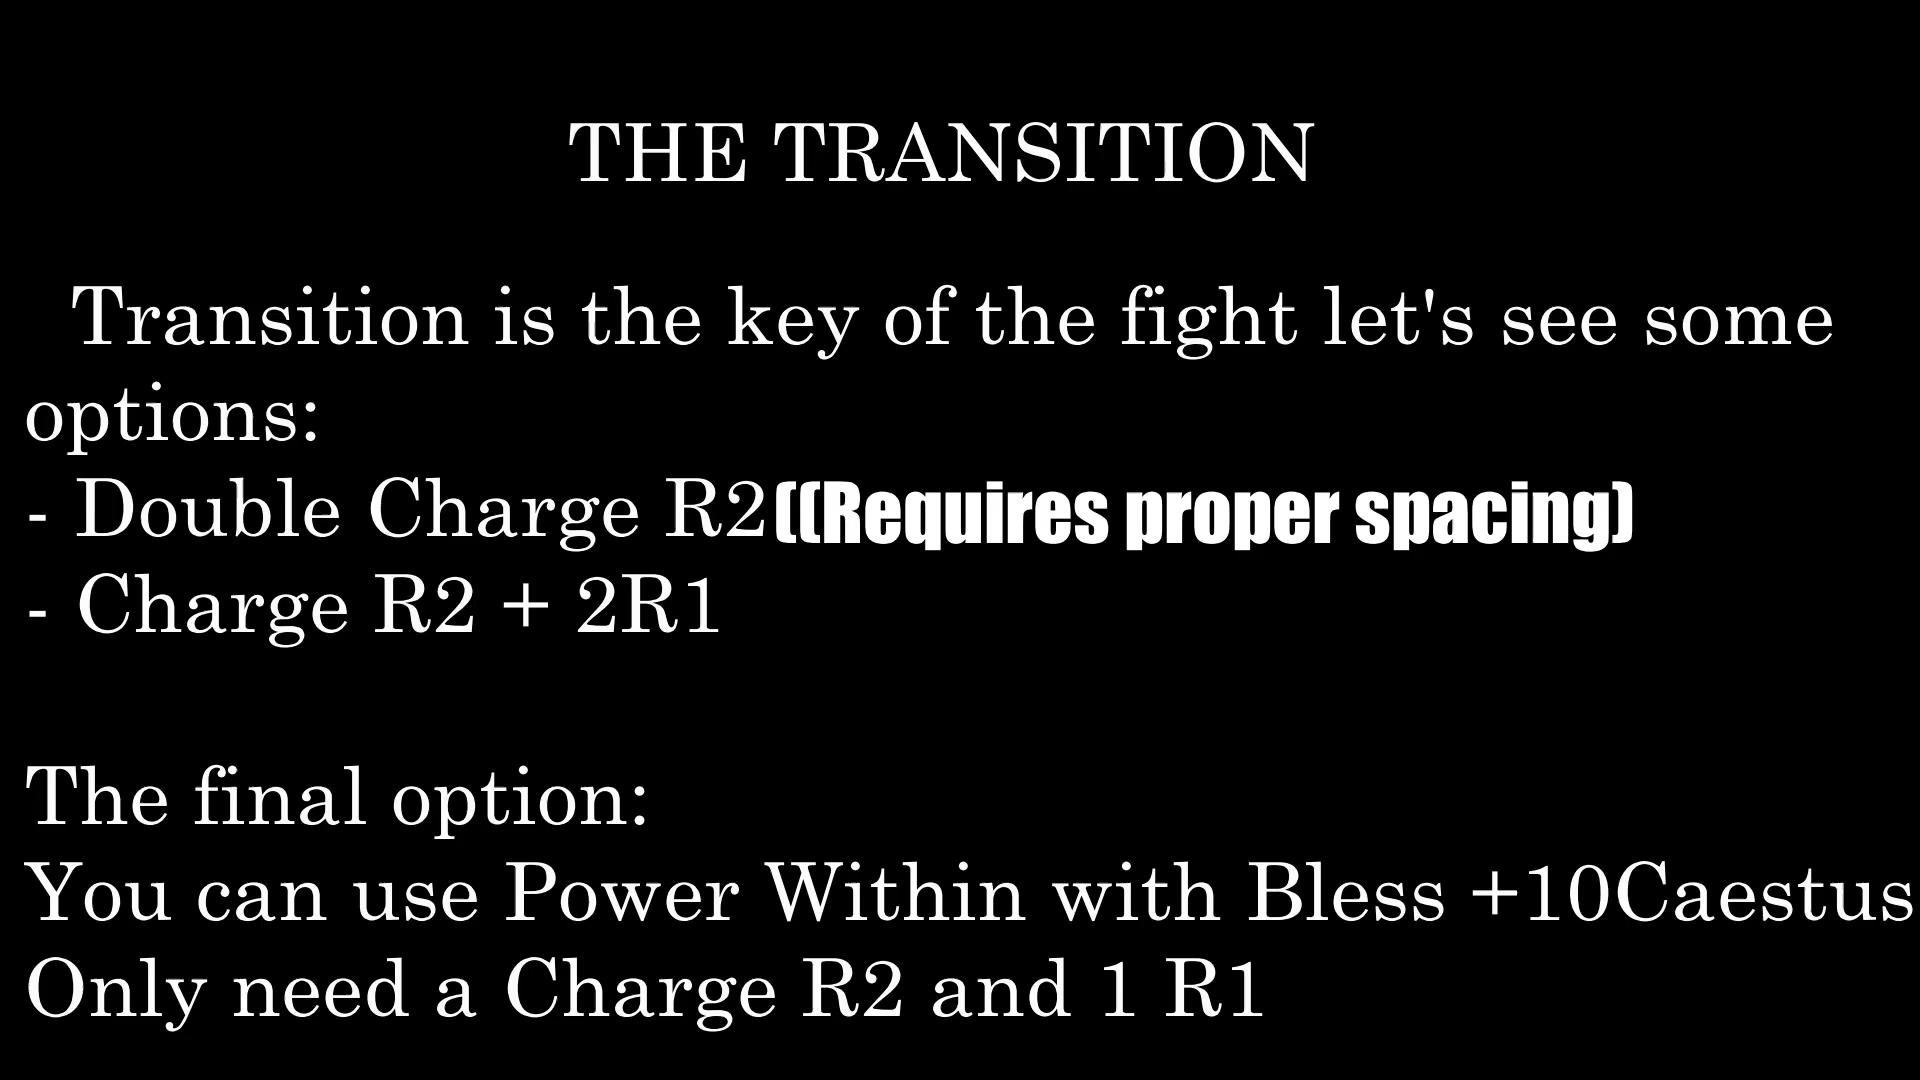 THE TRANSITION
Transition is the key of the fight let's see some
options:
- Double Charge R2((Requires proper spacing)
- Charge R2 + 2R1
The final option:
You can use Power Within with Bless +10Caestus
Only need a Charge R2 and 1 R1